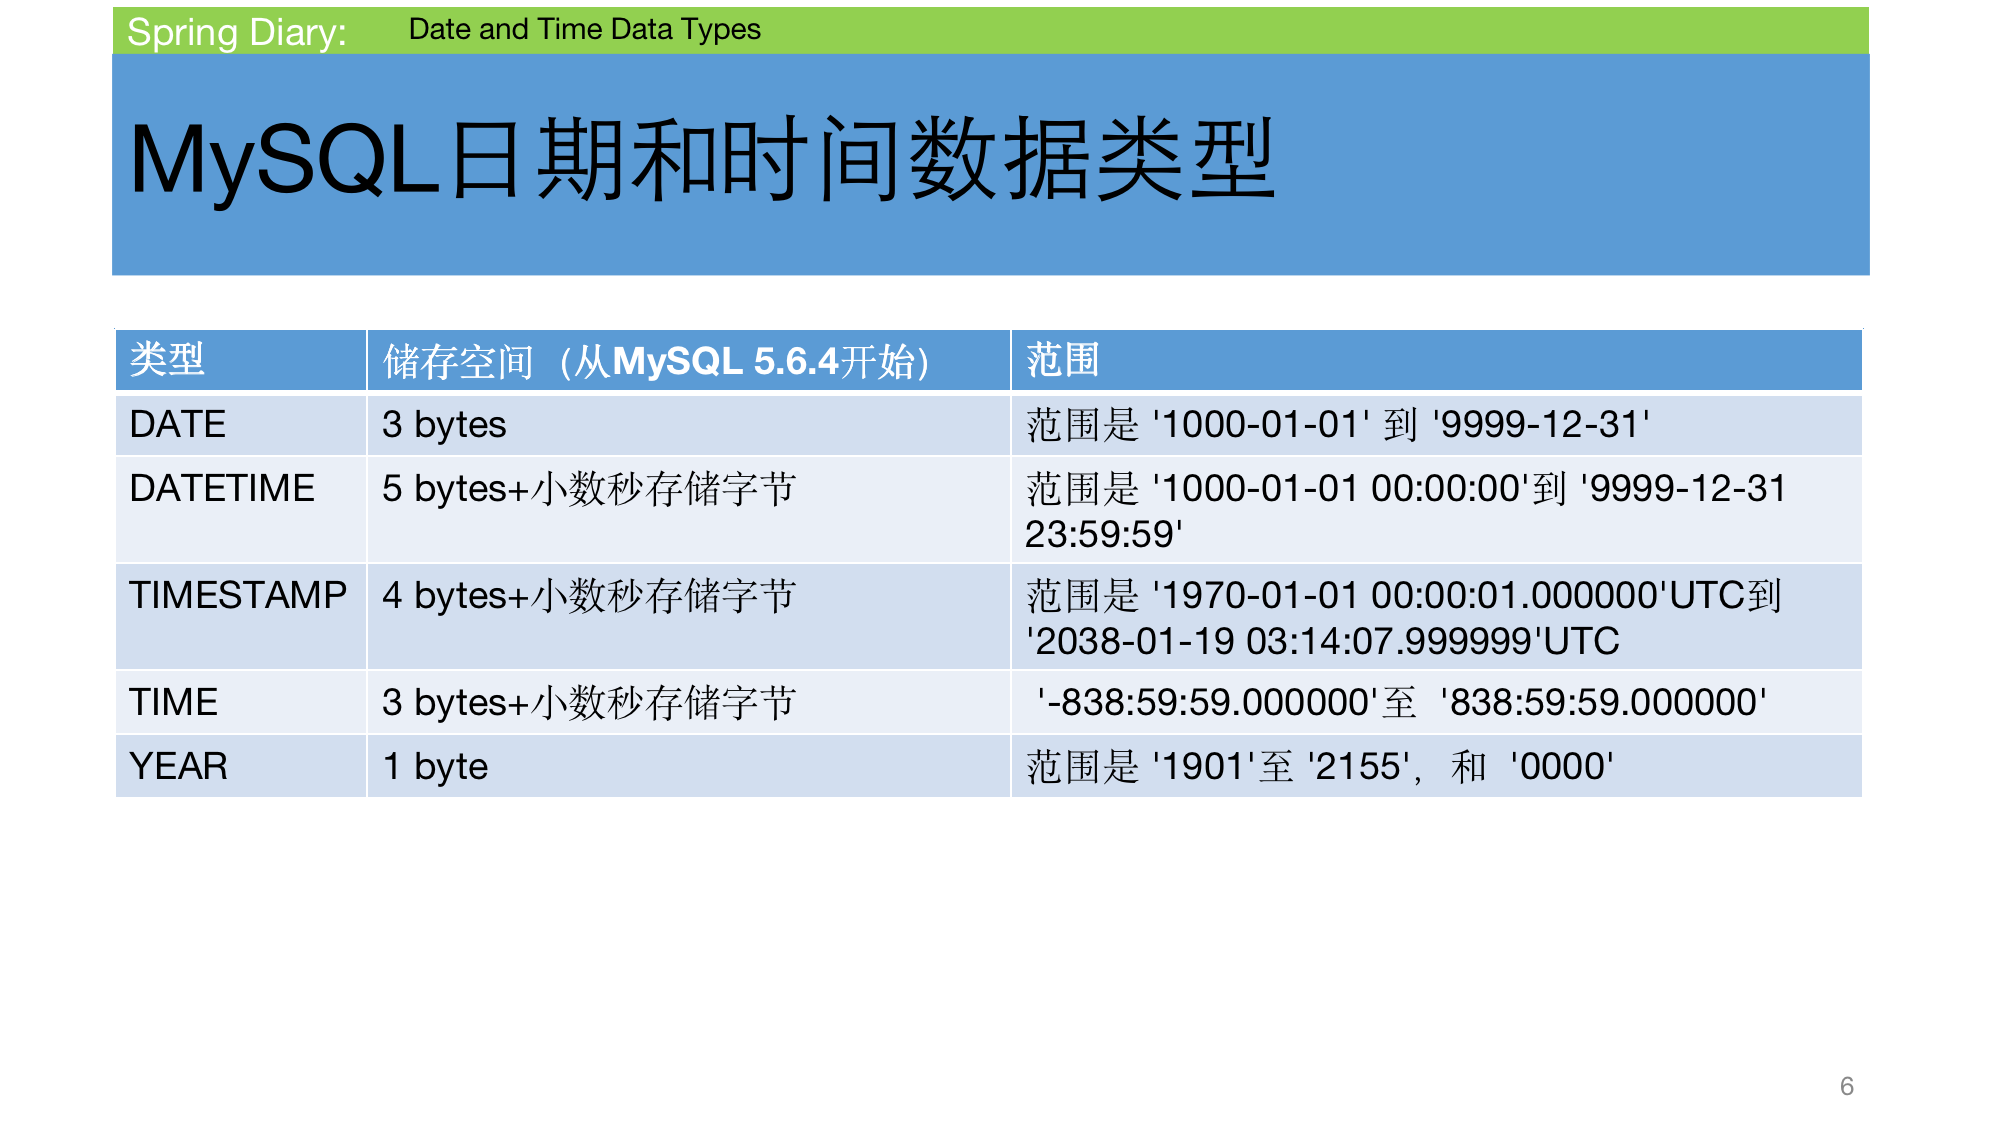 Spring Diary: Date and Time Data Types
MySQL日期和时间数据类型
类型 储存空间 (从MySQL 5.6.4开始) 范围
DATE 3 bytes 范围是 '1000-01-01' 到 '9999-12-31'
DATETIME 5 bytes+小数秒存储字节 范围是 '1000-01-01 00:00:00'到 '9999-12-31
23:59:59'
TIMESTAMP 4 bytes+小数秒存储字节 范围是 '1970-01-01 00:00:01.000000'UTC到
'2038-01-19 03:14:07.999999'UTC
TIME 3 bytes+小数秒存储字节 '-838:59:59.000000'至 '838:59:59.000000'
YEAR 1 byte 范围是 '1901'至 '2155', 和 '0000'
6